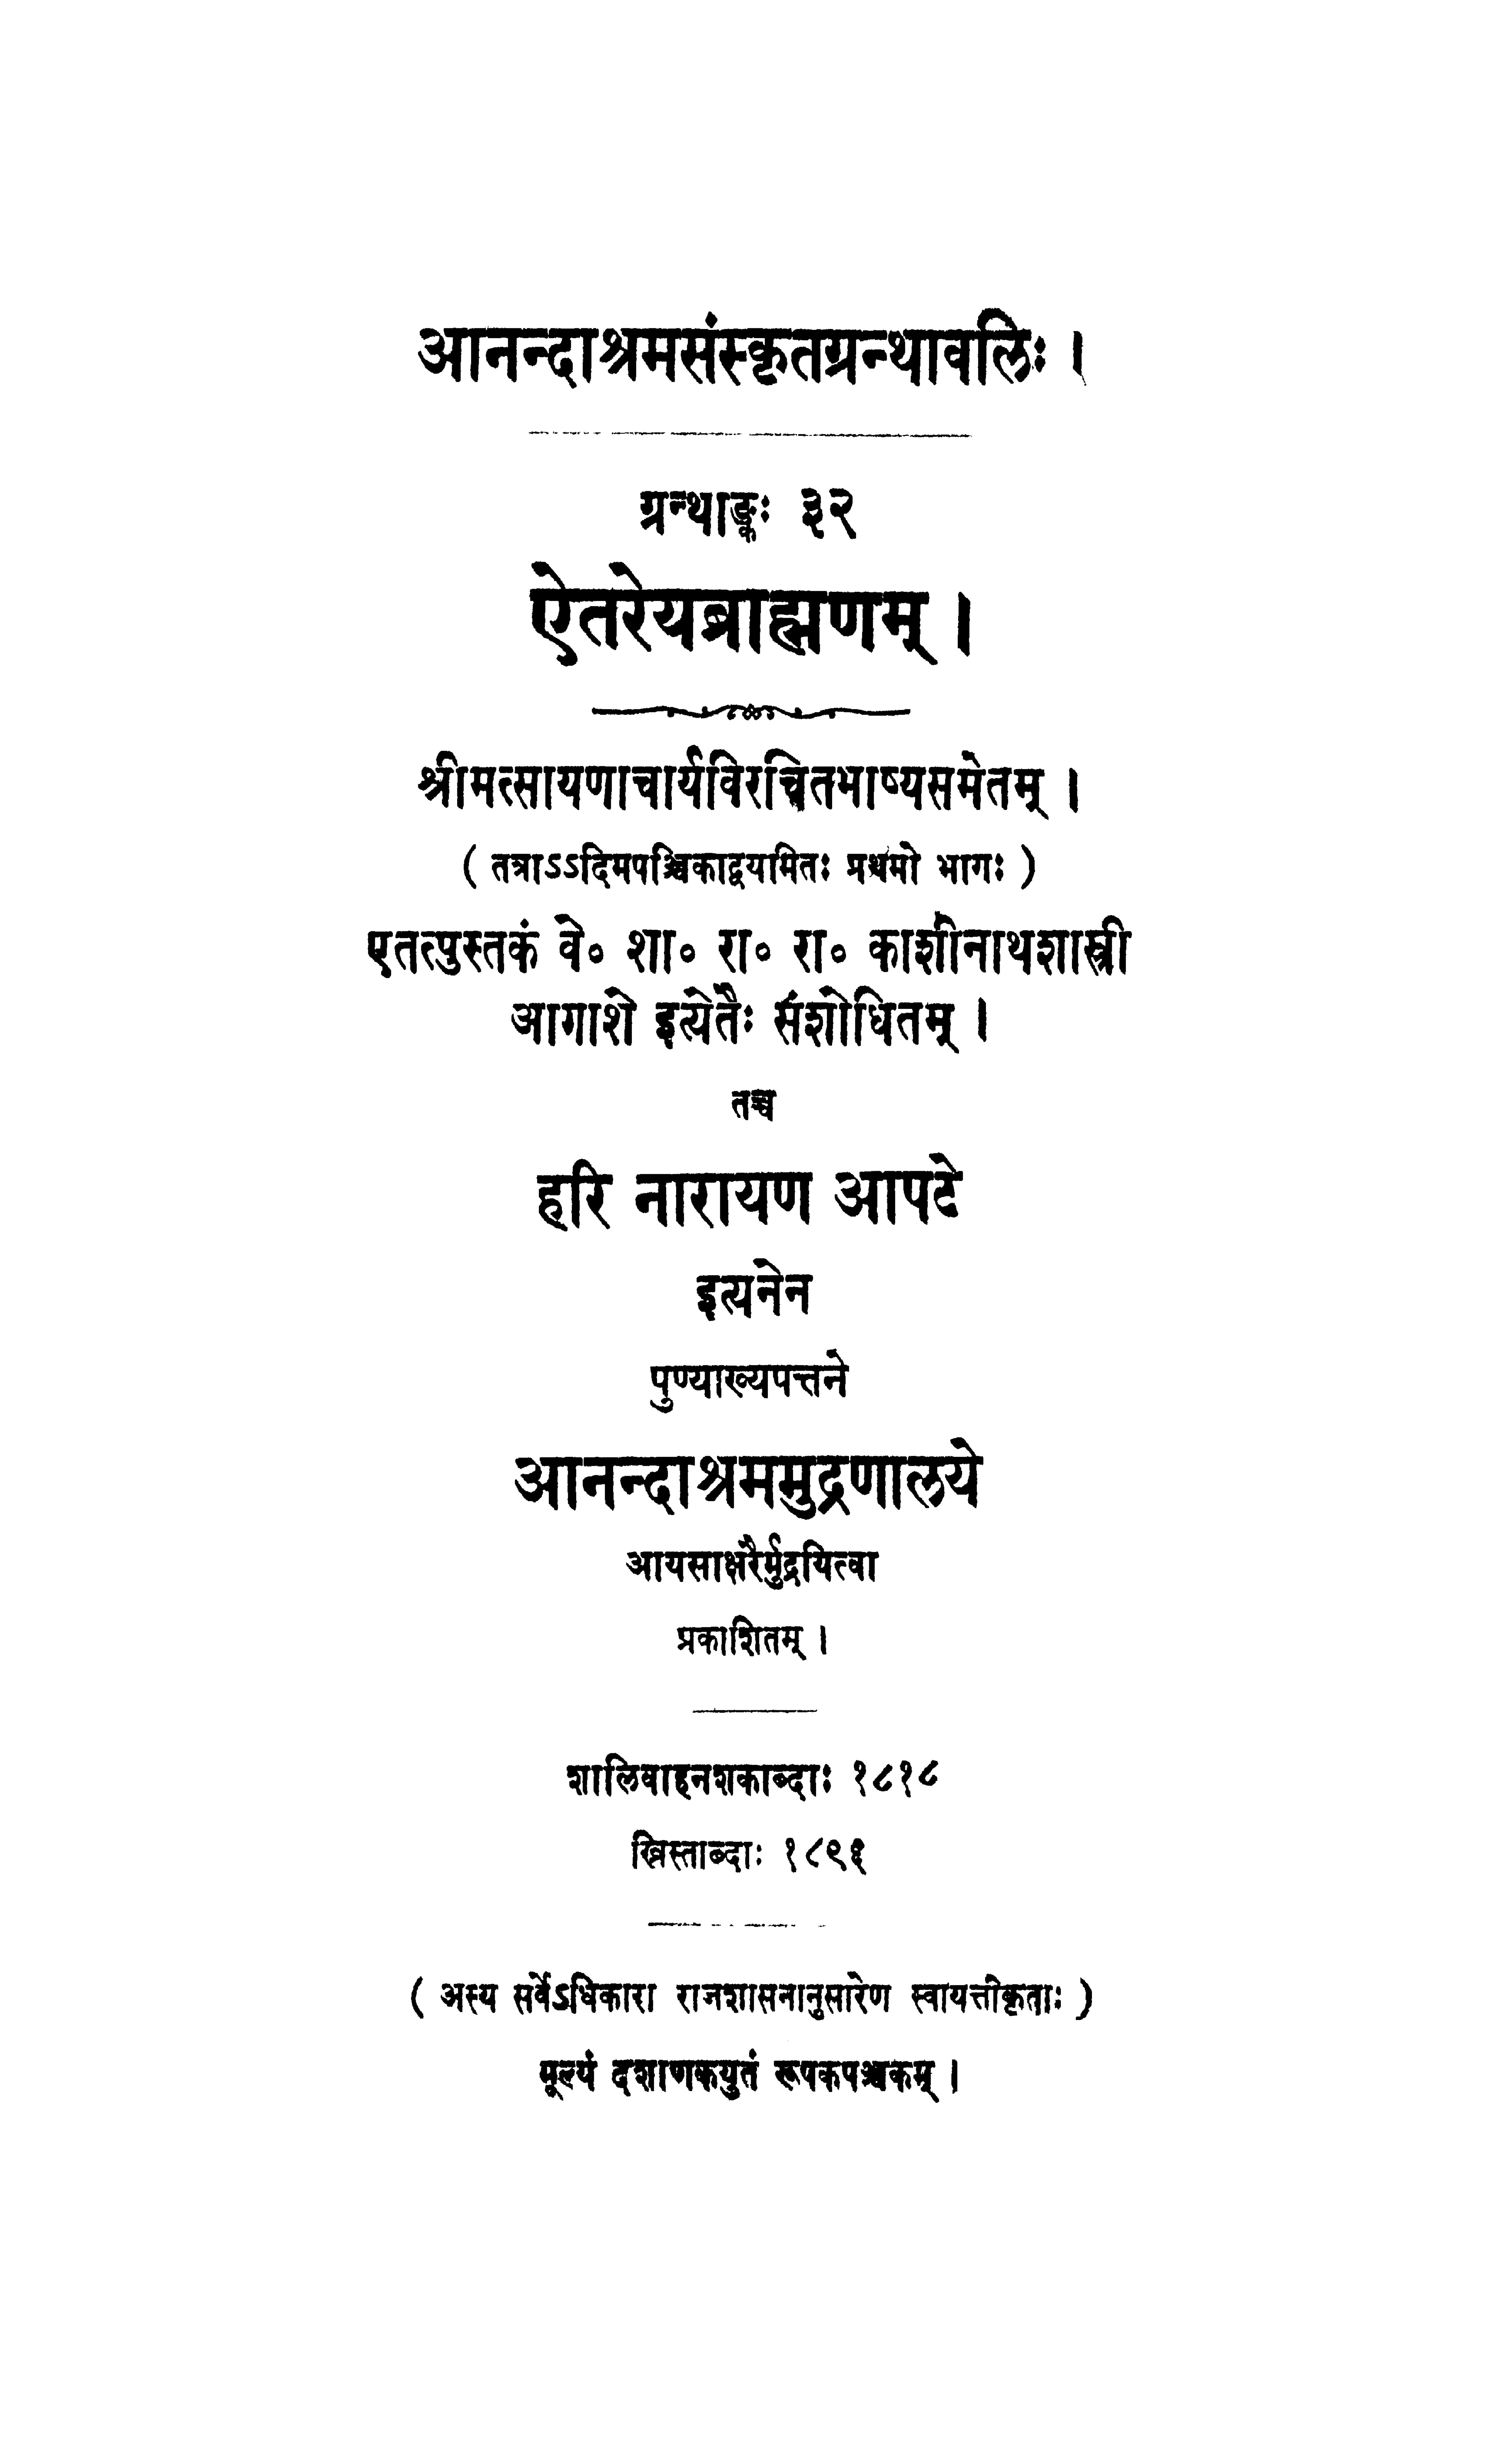 आनन्दाश्रमसंस्कृतग्रन्थावलिः ।
ग्रन्थाङ्कः ३२
ऐतरेयब्राह्मणम् ।
श्रीमत्सायणाचार्यविरचितभाष्यसमेतम् ।
( तत्राऽऽदिमपञ्चिकाद्वयामितः प्रथमो भागः )
एतत्पुस्तकं वे० शा० रा० रा० काशीनाथशास्त्री
आगाशे इत्येतैः संशोधितम् ।
तच्च
हरि नारायण आपटे
इत्यनेन
पुण्याख्यपत्तने
आनन्दाश्रममुद्रणालये
आयसाक्षरैर्मुद्रयित्वा
प्रकाशितम् ।
शालिवाहनशकाब्दाः १८१८
ख्रिस्ताब्दाः १८९६
( अस्य सर्वेऽधिकारा राजशासनानुसारेण स्वायत्तीकृताः )
मूल्यं दशाणकयुतं रूपकपञ्चकम् ।